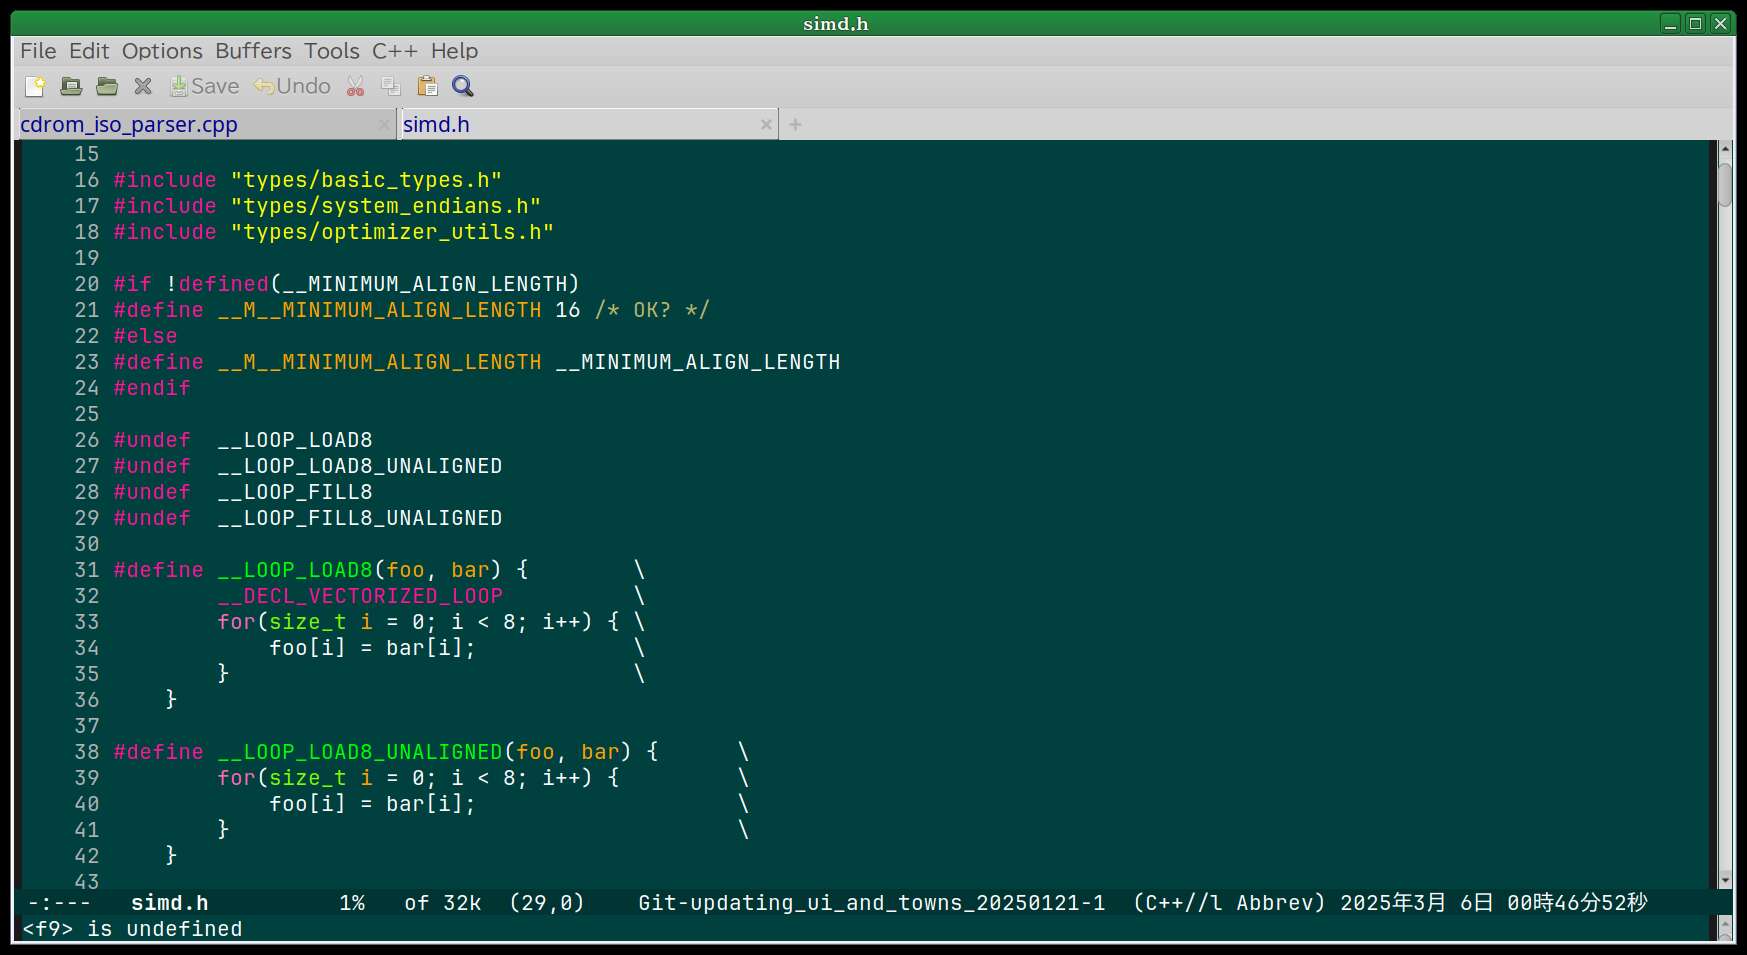 simd.h
File Edit Options Buffers Tools C++ Help
Save Undo
cdrom_iso_parser.cpp simd.h
15
16 #include "types/basic_types.h"
17 #include "types/system_endians.h"
18 #include "types/optimizer_utils.h"
19
20 #if !defined(__MINIMUM_ALIGN_LENGTH)
21 #define __M__MINIMUM_ALIGN_LENGTH 16 /* OK? */
22 #else
23 #define __M__MINIMUM_ALIGN_LENGTH __MINIMUM_ALIGN_LENGTH
24 #endif
25
26 #undef  __LOOP_LOAD8
27 #undef  __LOOP_LOAD8_UNALIGNED
28 #undef  __LOOP_FILL8
29 #undef  __LOOP_FILL8_UNALIGNED
30
31 #define __LOOP_LOAD8(foo, bar) {        \
32         __DECL_VECTORIZED_LOOP          \
33         for(size_t i = 0; i < 8; i++) { \
34             foo[i] = bar[i];            \
35         }                               \
36     }
37
38 #define __LOOP_LOAD8_UNALIGNED(foo, bar) {      \
39         for(size_t i = 0; i < 8; i++) {         \
40             foo[i] = bar[i];                    \
41         }                                       \
42     }
43
-:---   simd.h          1%   of 32k  (29,0)    Git-updating_ui_and_towns_20250121-1  (C++//l Abbrev) 2025年3月 6日 00時46分52秒
<f9> is undefined